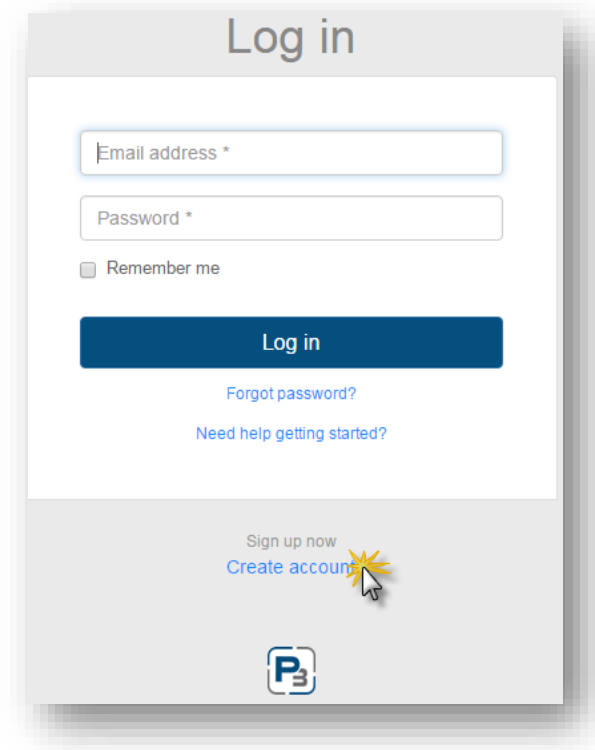 Log in
Email address *
Password *
Remember me
Log in
Forgot password?
Need help getting started?
Sign up now
Create account
P3